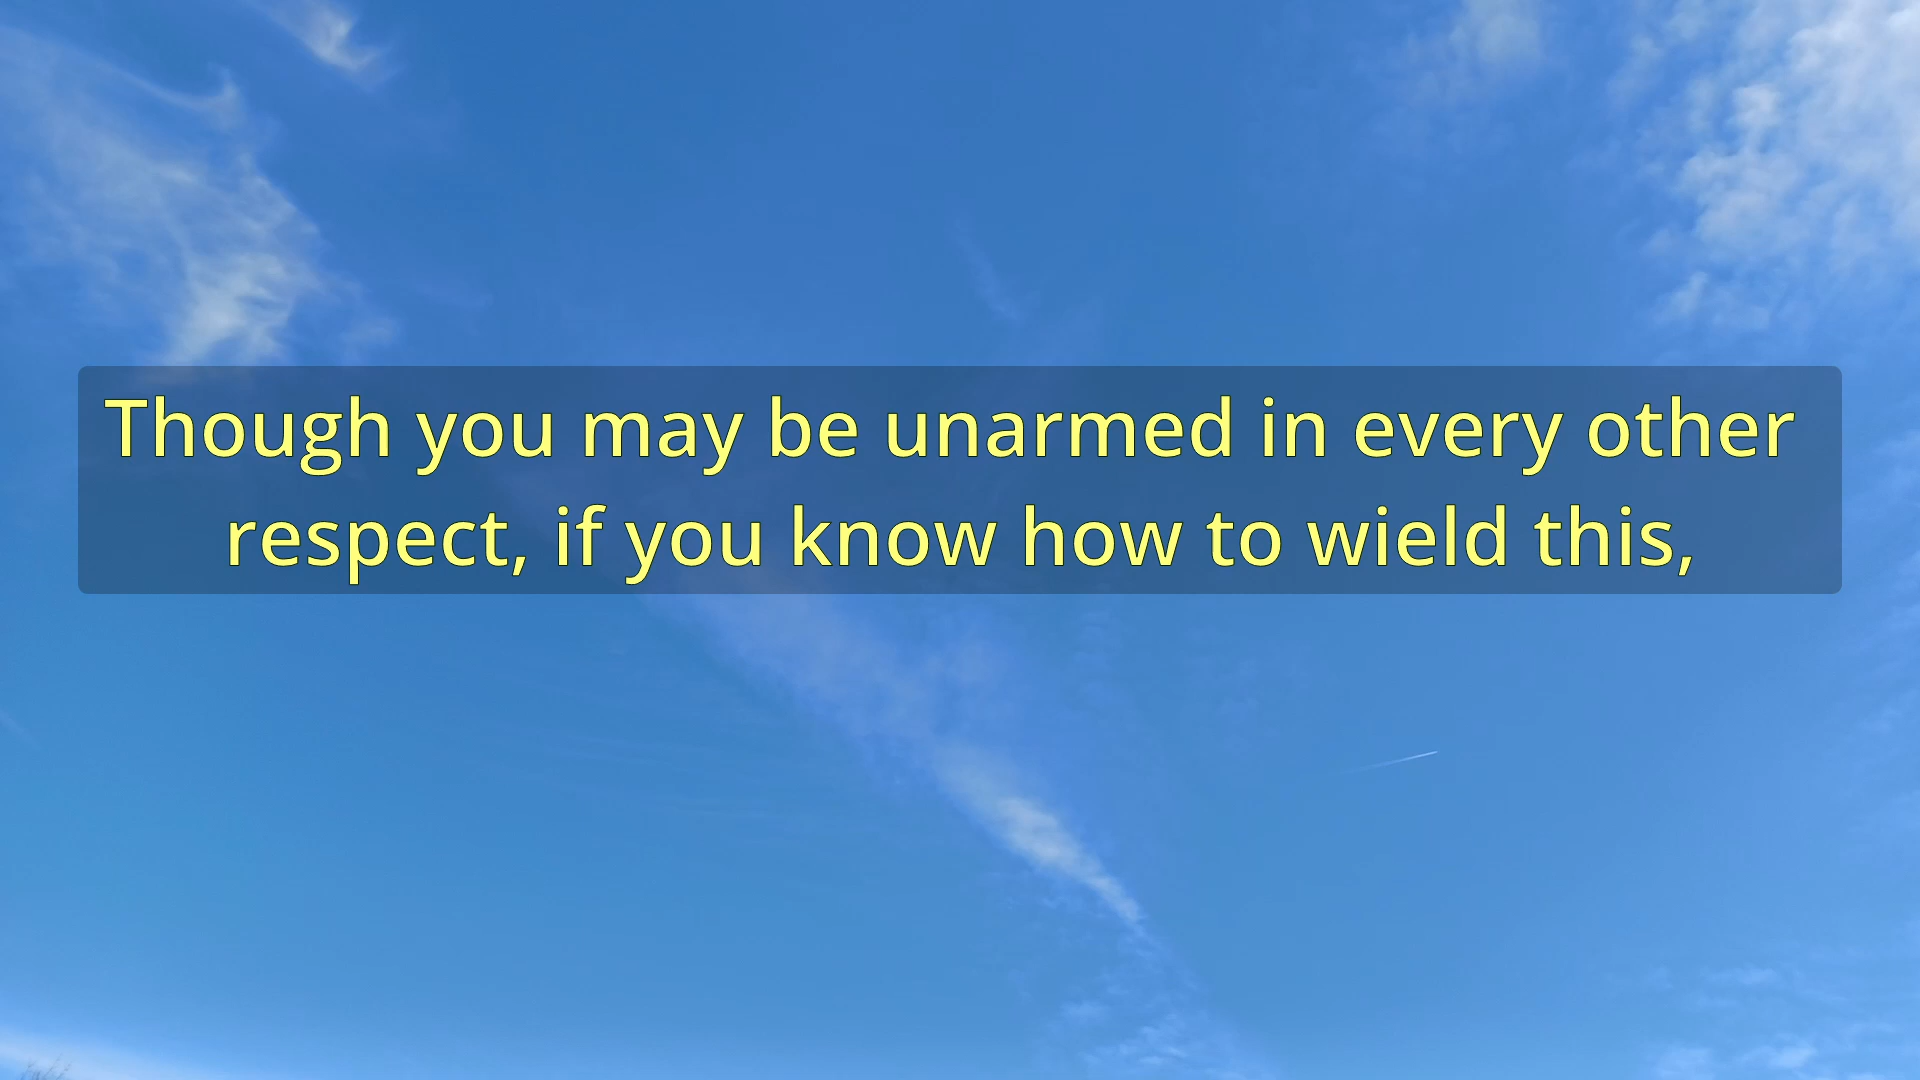 Though you may be unarmed in every other
respect, if you know how to wield this,